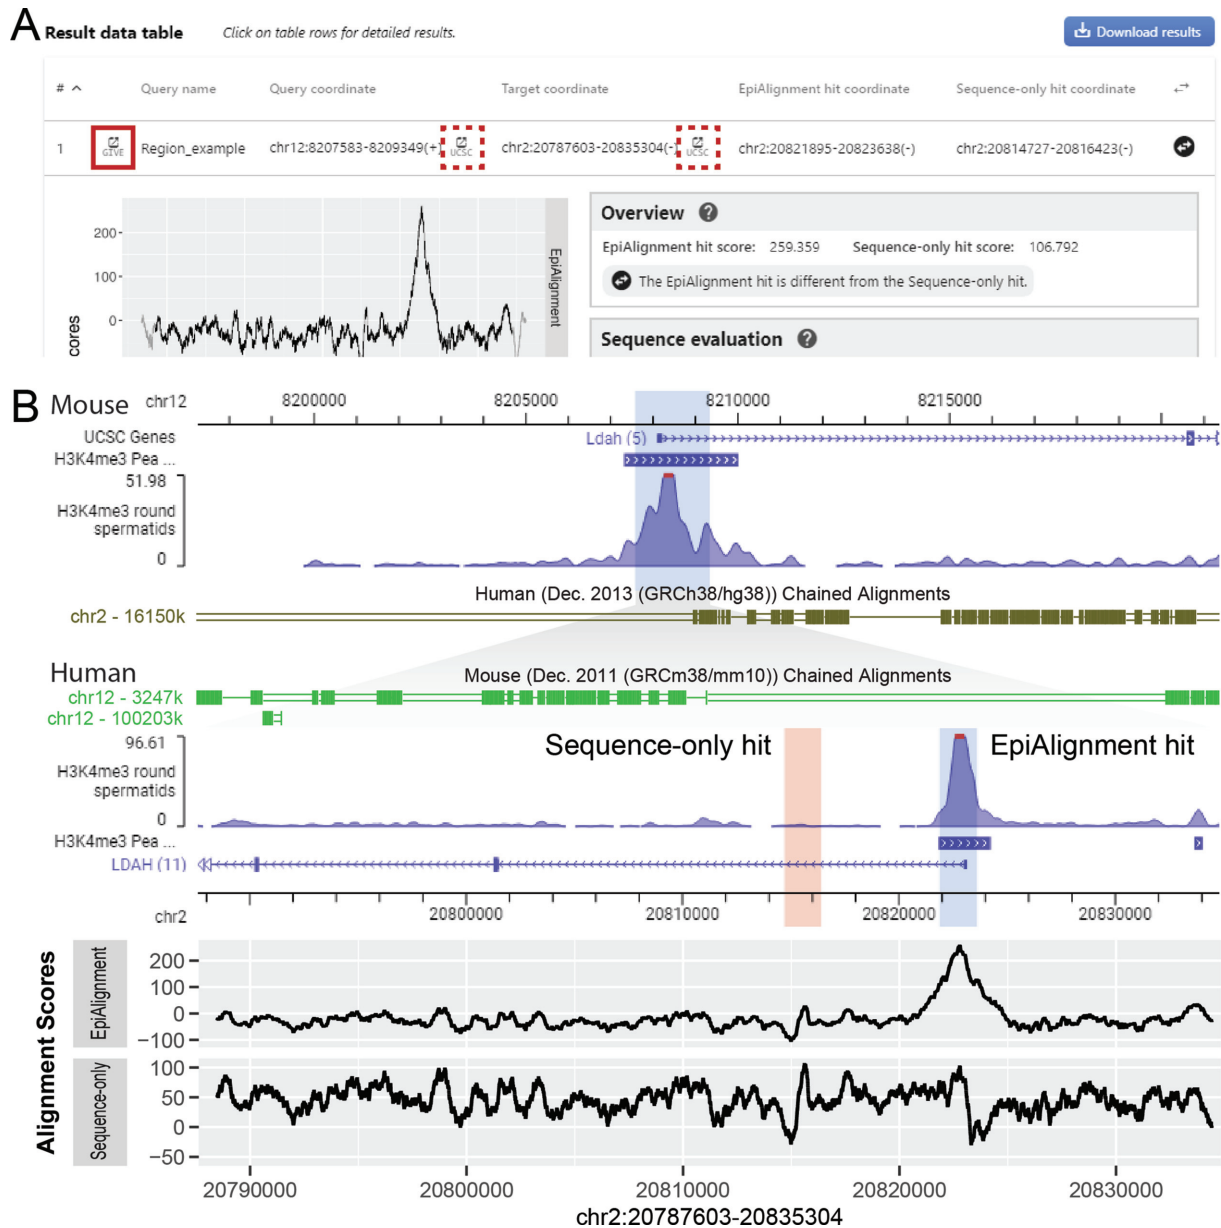 A Result data table Click on table rows for detailed results. Download results
# Query name Query coordinate Target coordinate EpiAlignment hit coordinate Sequence-only hit coordinate
1 GIVE Region_example chr12:8207583-8209349(+) UCSC chr2:20787603-20835304(-) UCSC chr2:20821895-20823638(-) chr2:20814727-20816423(-)
Overview ?
200
EpiAlignment hit score: 259.359 Sequence-only hit score: 106.792
100
The EpiAlignment hit is different from the Sequence-only hit.
0
cores
EpiAlignment
Sequence evaluation ?
B Mouse chr12 8200000 8205000 8210000 8215000
UCSC Genes Ldah (5)
H3K4me3 Pea ...
51.98
H3K4me3 round
spermatids
0
Human (Dec. 2013 (GRCh38/hg38)) Chained Alignments
chr2 - 16150k
Human
Mouse (Dec. 2011 (GRCm38/mm10)) Chained Alignments
chr12 - 3247k
chr12 - 100203k
96.61
Sequence-only hit EpiAlignment hit
H3K4me3 round
spermatids
0
H3K4me3 Pea ...
LDAH (11)
chr2 20800000 20810000 20820000 20830000
Alignment Scores
EpiAlignment
200
100
0
−100
Sequence-only
100
50
0
−50
20790000 20800000 20810000 20820000 20830000
chr2:20787603-20835304